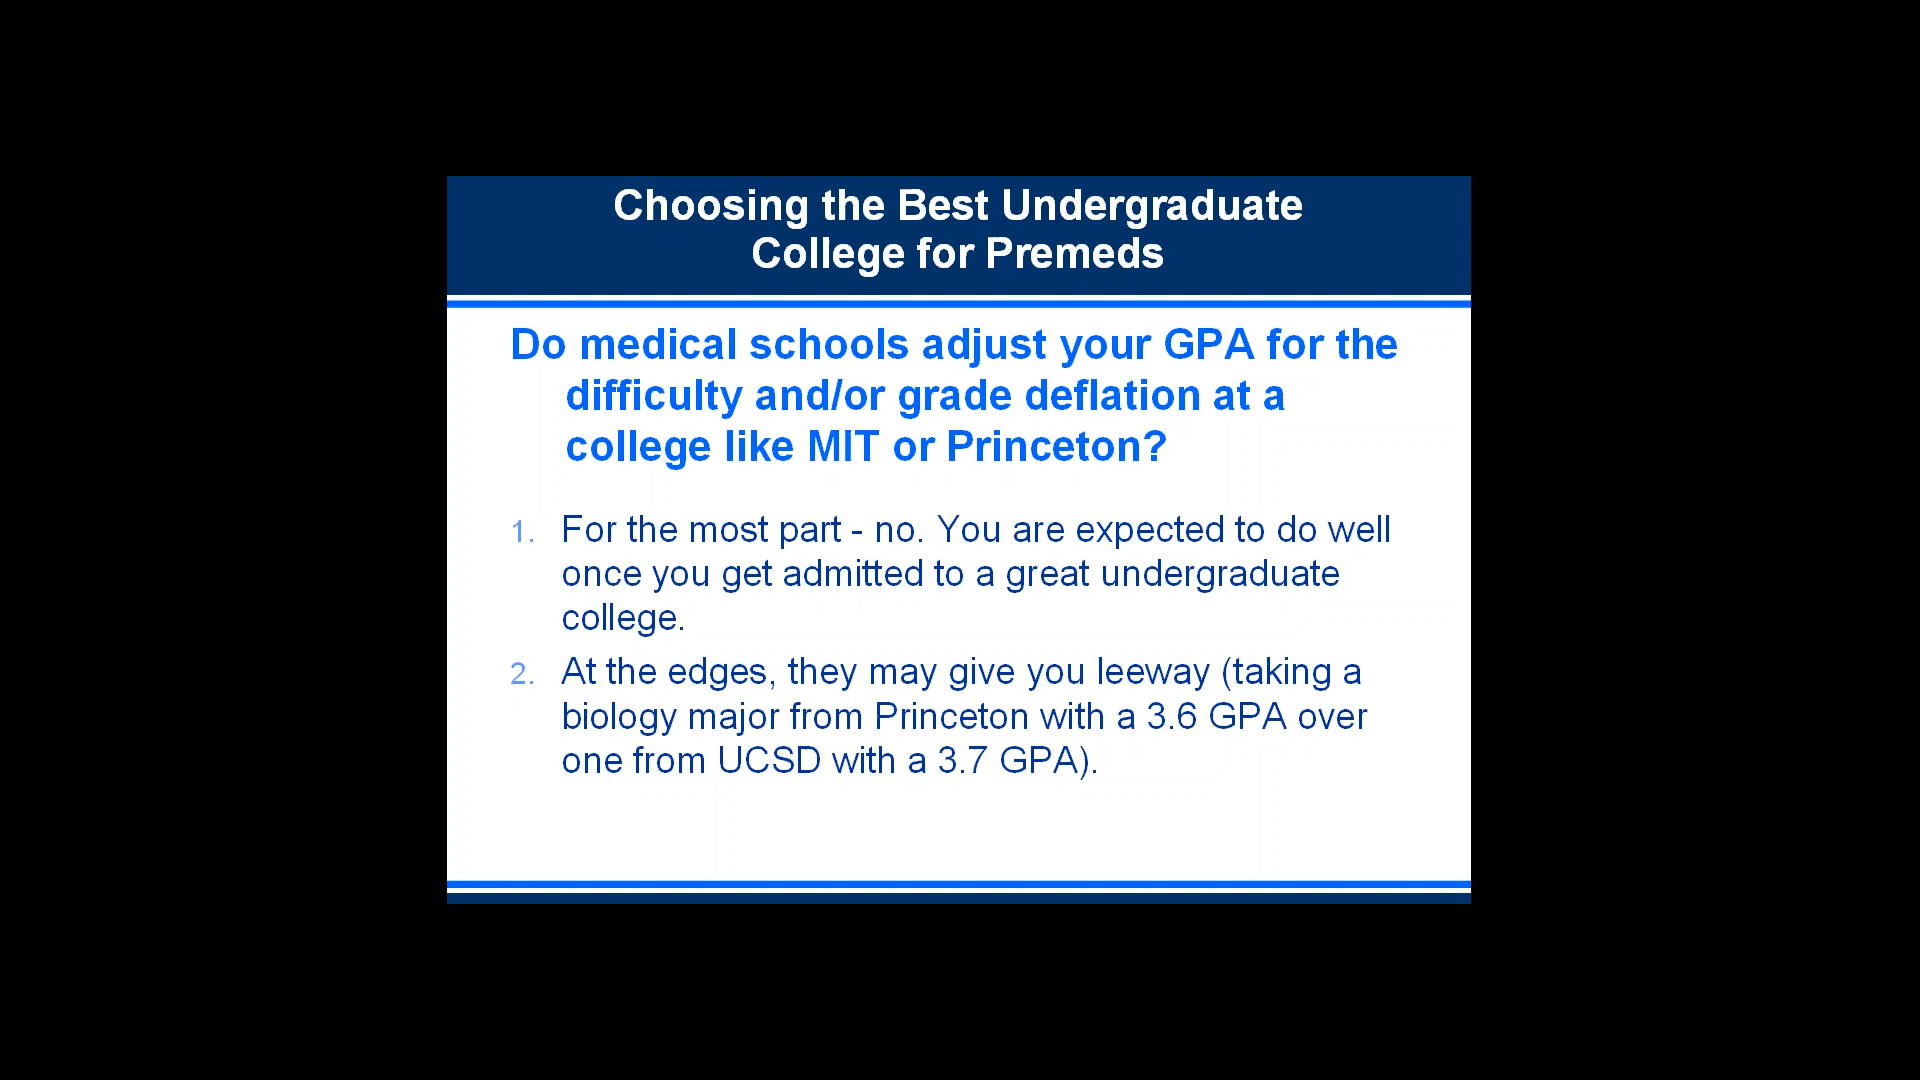 Choosing the Best Undergraduate
College for Premeds
Do medical schools adjust your GPA for the
difficulty and/or grade deflation at a
college like MIT or Princeton?
1. For the most part - no. You are expected to do well
once you get admitted to a great undergraduate
college.
2. At the edges, they may give you leeway (taking a
biology major from Princeton with a 3.6 GPA over
one from UCSD with a 3.7 GPA).